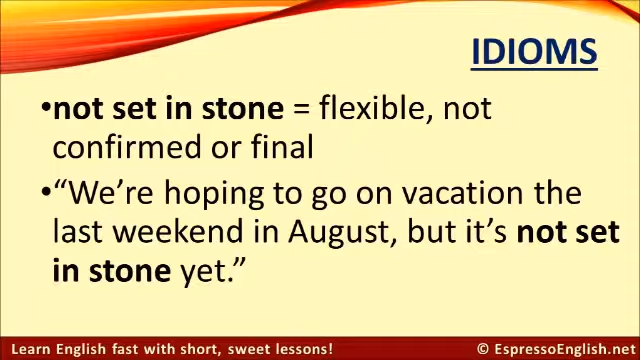 IDIOMS
•not set in stone = flexible, not
confirmed or final
•“We’re hoping to go on vacation the
last weekend in August, but it’s not set
in stone yet.”
Learn English fast with short, sweet lessons!
© EspressoEnglish.net